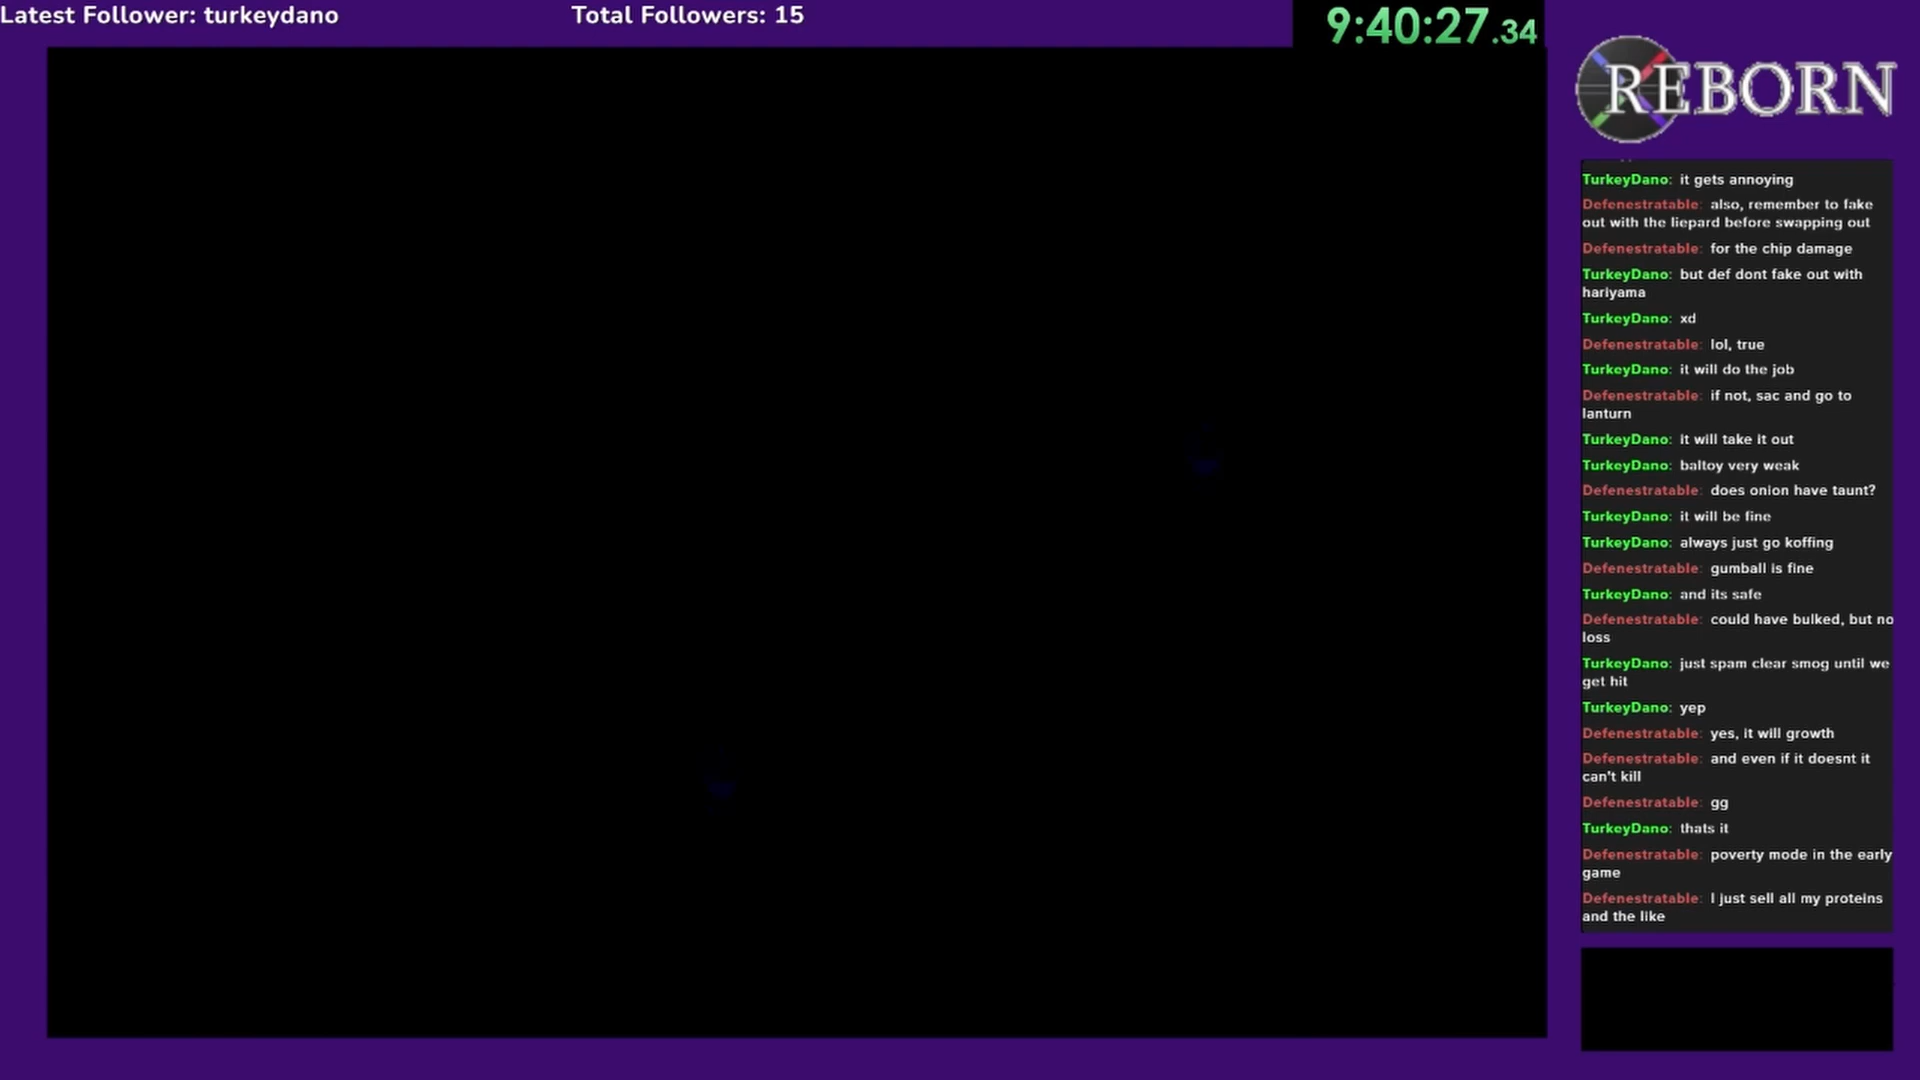 Latest Follower: turkeydano
Total Followers: 15
9:40:27.34
REBORN
TurkeyDano: it gets annoying
Defenestratable: also, remember to fake
out with the liepard before swapping out
Defenestratable: for the chip damage
TurkeyDano: but def dont fake out with
hariyama
TurkeyDano: xd
Defenestratable: lol, true
TurkeyDano: it will do the job
Defenestratable: if not, sac and go to
lanturn
TurkeyDano: it will take it out
TurkeyDano: baltoy very weak
Defenestratable: does onion have taunt?
TurkeyDano: it will be fine
TurkeyDano: always just go koffing
Defenestratable: gumball is fine
TurkeyDano: and its safe
Defenestratable: could have bulked, but no
loss
TurkeyDano: just spam clear smog until we
get hit
TurkeyDano: yep
Defenestratable: yes, it will growth
Defenestratable: and even if it doesnt it
can't kill
Defenestratable: gg
TurkeyDano: thats it
Defenestratable: poverty mode in the early
game
Defenestratable: I just sell all my proteins
and the like